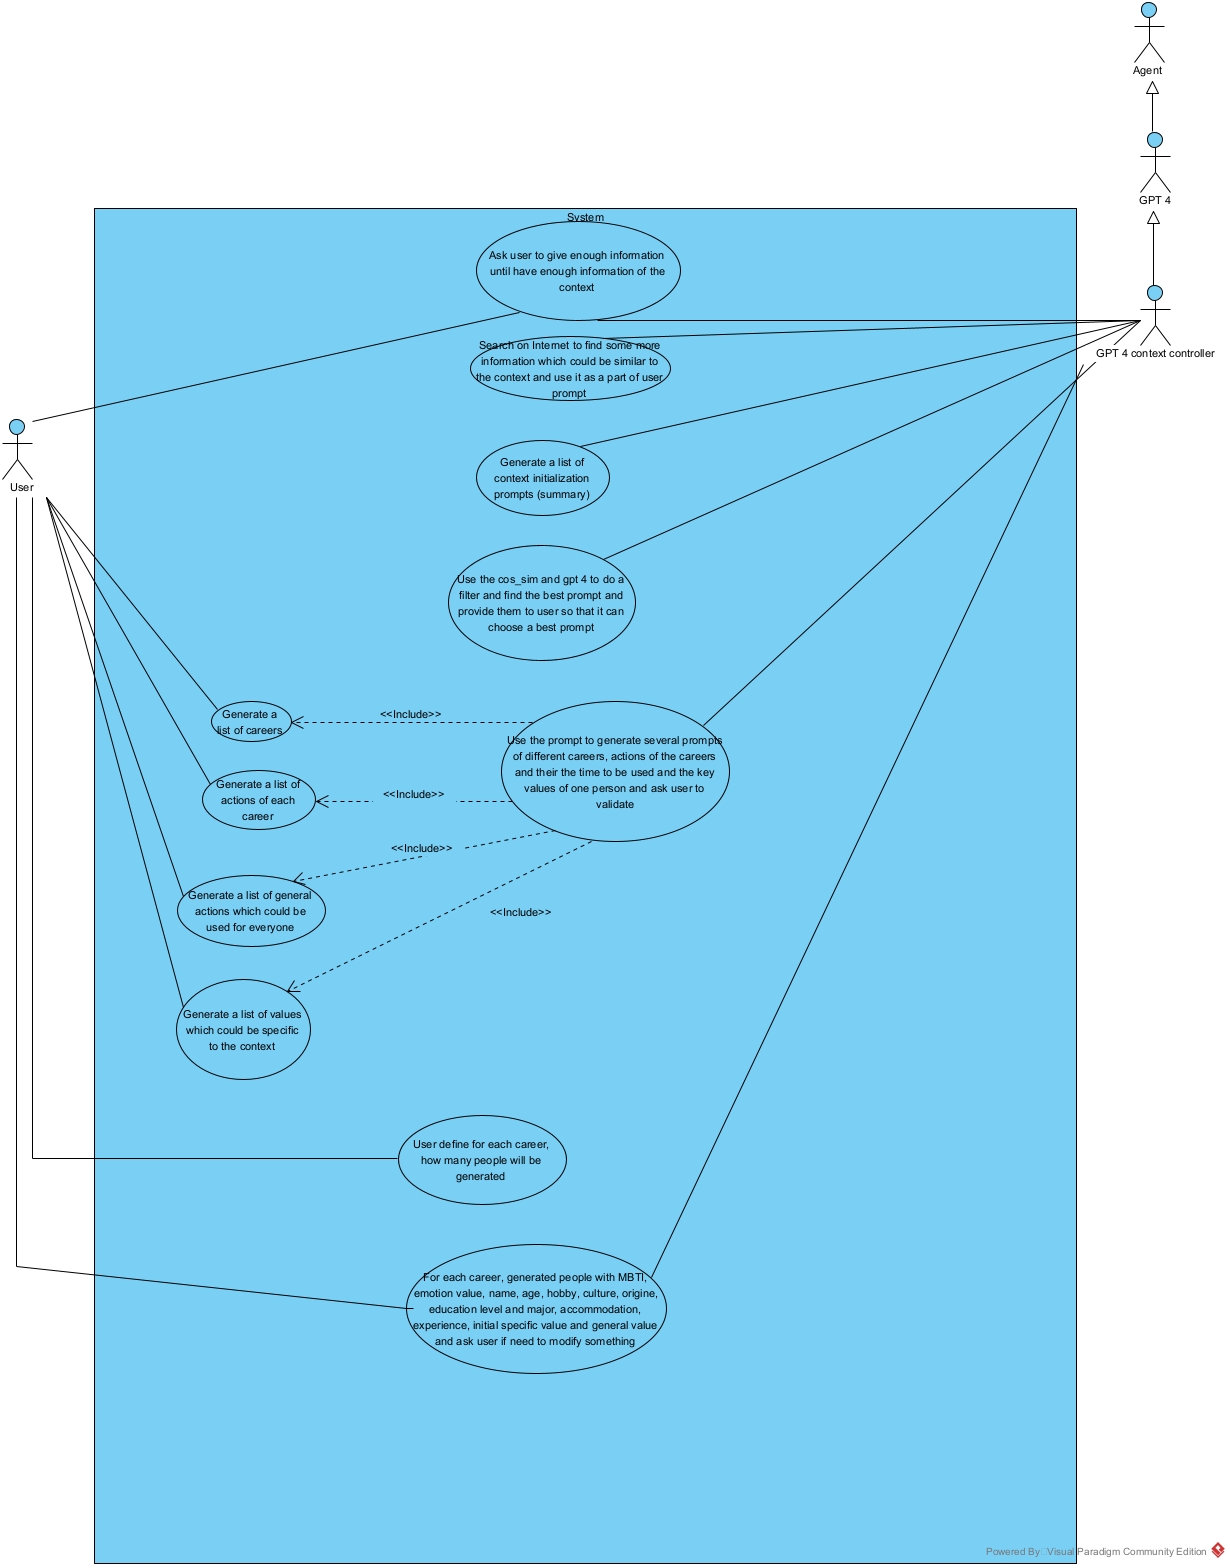 Agent
GPT 4
System
Ask user to give enough information
until have enough information of the
context
GPT 4 context controller
Search on Internet to find some more
information which could be similar to
the context and use it as a part of user
prompt
User
Generate a list of
context initialization
prompts (summary)
Use the cos_sim and gpt 4 to do a
filter and find the best prompt and
provide them to user so that it can
choose a best prompt
Generate a
list of careers
<<Include>>
Use the prompt to generate several prompts
of different careers, actions of the careers
and their the time to be used and the key
values of one person and ask user to
validate
Generate a list of
actions of each
career
<<Include>>
<<Include>>
Generate a list of general
actions which could be
used for everyone
<<Include>>
Generate a list of values
which could be specific
to the context
User define for each career,
how many people will be
generated
For each career, generated people with MBTI,
emotion value, name, age, hobby, culture, origine,
education level and major, accommodation,
experience, initial specific value and general value
and ask user if need to modify something
Powered By Visual Paradigm Community Edition